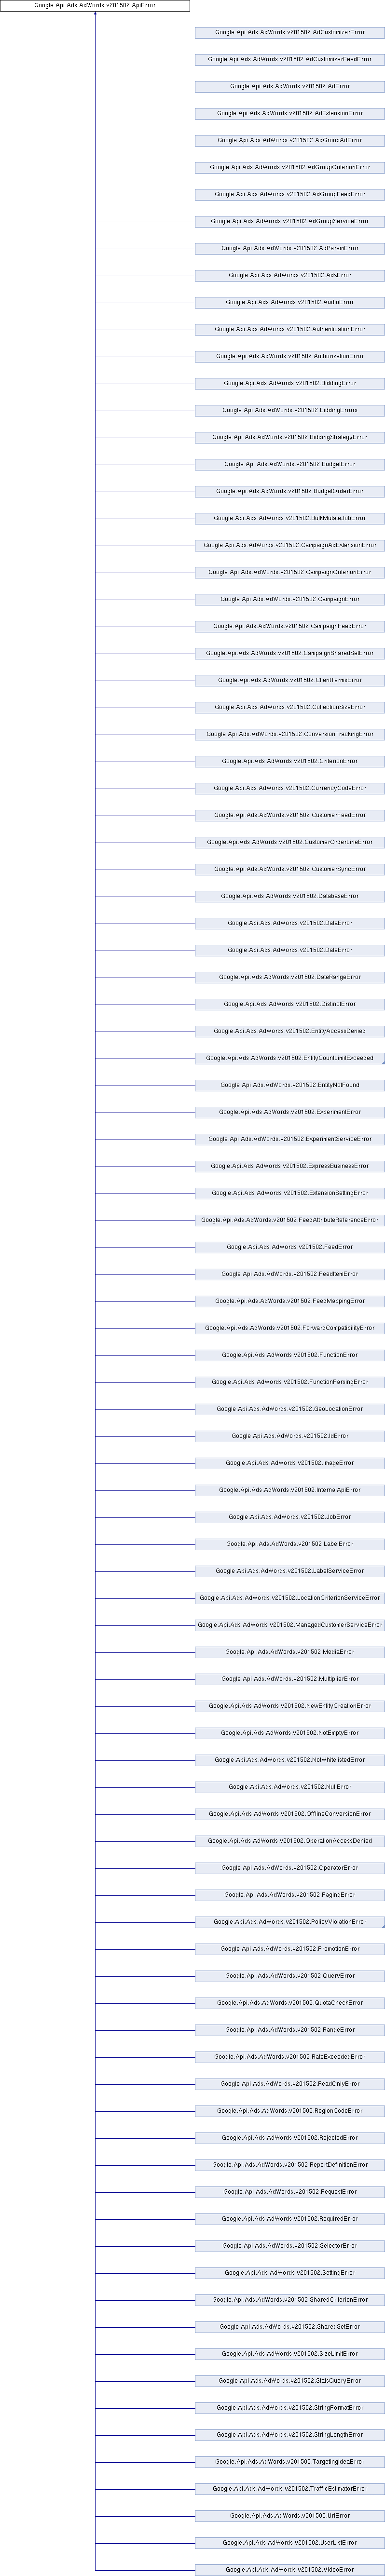 Google.Api.Ads.AdWords.v201502.ApiError
Google.Api.Ads.AdWords.v201502.AdCustomizerError
Google.Api.Ads.AdWords.v201502.AdCustomizerFeedError
Google.Api.Ads.AdWords.v201502.AdError
Google.Api.Ads.AdWords.v201502.AdExtensionError
Google.Api.Ads.AdWords.v201502.AdGroupAdError
Google.Api.Ads.AdWords.v201502.AdGroupCriterionError
Google.Api.Ads.AdWords.v201502.AdGroupFeedError
Google.Api.Ads.AdWords.v201502.AdGroupServiceError
Google.Api.Ads.AdWords.v201502.AdParamError
Google.Api.Ads.AdWords.v201502.AdxError
Google.Api.Ads.AdWords.v201502.AudioError
Google.Api.Ads.AdWords.v201502.AuthenticationError
Google.Api.Ads.AdWords.v201502.AuthorizationError
Google.Api.Ads.AdWords.v201502.BiddingError
Google.Api.Ads.AdWords.v201502.BiddingErrors
Google.Api.Ads.AdWords.v201502.BiddingStrategyError
Google.Api.Ads.AdWords.v201502.BudgetError
Google.Api.Ads.AdWords.v201502.BudgetOrderError
Google.Api.Ads.AdWords.v201502.BulkMutateJobError
Google.Api.Ads.AdWords.v201502.CampaignAdExtensionError
Google.Api.Ads.AdWords.v201502.CampaignCriterionError
Google.Api.Ads.AdWords.v201502.CampaignError
Google.Api.Ads.AdWords.v201502.CampaignFeedError
Google.Api.Ads.AdWords.v201502.CampaignSharedSetError
Google.Api.Ads.AdWords.v201502.ClientTermsError
Google.Api.Ads.AdWords.v201502.CollectionSizeError
Google.Api.Ads.AdWords.v201502.ConversionTrackingError
Google.Api.Ads.AdWords.v201502.CriterionError
Google.Api.Ads.AdWords.v201502.CurrencyCodeError
Google.Api.Ads.AdWords.v201502.CustomerFeedError
Google.Api.Ads.AdWords.v201502.CustomerOrderLineError
Google.Api.Ads.AdWords.v201502.CustomerSyncError
Google.Api.Ads.AdWords.v201502.DatabaseError
Google.Api.Ads.AdWords.v201502.DataError
Google.Api.Ads.AdWords.v201502.DateError
Google.Api.Ads.AdWords.v201502.DateRangeError
Google.Api.Ads.AdWords.v201502.DistinctError
Google.Api.Ads.AdWords.v201502.EntityAccessDenied
Google.Api.Ads.AdWords.v201502.EntityCountLimitExceeded
Google.Api.Ads.AdWords.v201502.EntityNotFound
Google.Api.Ads.AdWords.v201502.ExperimentError
Google.Api.Ads.AdWords.v201502.ExperimentServiceError
Google.Api.Ads.AdWords.v201502.ExpressBusinessError
Google.Api.Ads.AdWords.v201502.ExtensionSettingError
Google.Api.Ads.AdWords.v201502.FeedAttributeReferenceError
Google.Api.Ads.AdWords.v201502.FeedError
Google.Api.Ads.AdWords.v201502.FeedItemError
Google.Api.Ads.AdWords.v201502.FeedMappingError
Google.Api.Ads.AdWords.v201502.ForwardCompatibilityError
Google.Api.Ads.AdWords.v201502.FunctionError
Google.Api.Ads.AdWords.v201502.FunctionParsingError
Google.Api.Ads.AdWords.v201502.GeoLocationError
Google.Api.Ads.AdWords.v201502.IdError
Google.Api.Ads.AdWords.v201502.ImageError
Google.Api.Ads.AdWords.v201502.InternalApiError
Google.Api.Ads.AdWords.v201502.JobError
Google.Api.Ads.AdWords.v201502.LabelError
Google.Api.Ads.AdWords.v201502.LabelServiceError
Google.Api.Ads.AdWords.v201502.LocationCriterionServiceError
Google.Api.Ads.AdWords.v201502.ManagedCustomerServiceError
Google.Api.Ads.AdWords.v201502.MediaError
Google.Api.Ads.AdWords.v201502.MultiplierError
Google.Api.Ads.AdWords.v201502.NewEntityCreationError
Google.Api.Ads.AdWords.v201502.NotEmptyError
Google.Api.Ads.AdWords.v201502.NotWhitelistedError
Google.Api.Ads.AdWords.v201502.NullError
Google.Api.Ads.AdWords.v201502.OfflineConversionError
Google.Api.Ads.AdWords.v201502.OperationAccessDenied
Google.Api.Ads.AdWords.v201502.OperatorError
Google.Api.Ads.AdWords.v201502.PagingError
Google.Api.Ads.AdWords.v201502.PolicyViolationError
Google.Api.Ads.AdWords.v201502.PromotionError
Google.Api.Ads.AdWords.v201502.QueryError
Google.Api.Ads.AdWords.v201502.QuotaCheckError
Google.Api.Ads.AdWords.v201502.RangeError
Google.Api.Ads.AdWords.v201502.RateExceededError
Google.Api.Ads.AdWords.v201502.ReadOnlyError
Google.Api.Ads.AdWords.v201502.RegionCodeError
Google.Api.Ads.AdWords.v201502.RejectedError
Google.Api.Ads.AdWords.v201502.ReportDefinitionError
Google.Api.Ads.AdWords.v201502.RequestError
Google.Api.Ads.AdWords.v201502.RequiredError
Google.Api.Ads.AdWords.v201502.SelectorError
Google.Api.Ads.AdWords.v201502.SettingError
Google.Api.Ads.AdWords.v201502.SharedCriterionError
Google.Api.Ads.AdWords.v201502.SharedSetError
Google.Api.Ads.AdWords.v201502.SizeLimitError
Google.Api.Ads.AdWords.v201502.StatsQueryError
Google.Api.Ads.AdWords.v201502.StringFormatError
Google.Api.Ads.AdWords.v201502.StringLengthError
Google.Api.Ads.AdWords.v201502.TargetingIdeaError
Google.Api.Ads.AdWords.v201502.TrafficEstimatorError
Google.Api.Ads.AdWords.v201502.UrlError
Google.Api.Ads.AdWords.v201502.UserListError
Google.Api.Ads.AdWords.v201502.VideoError